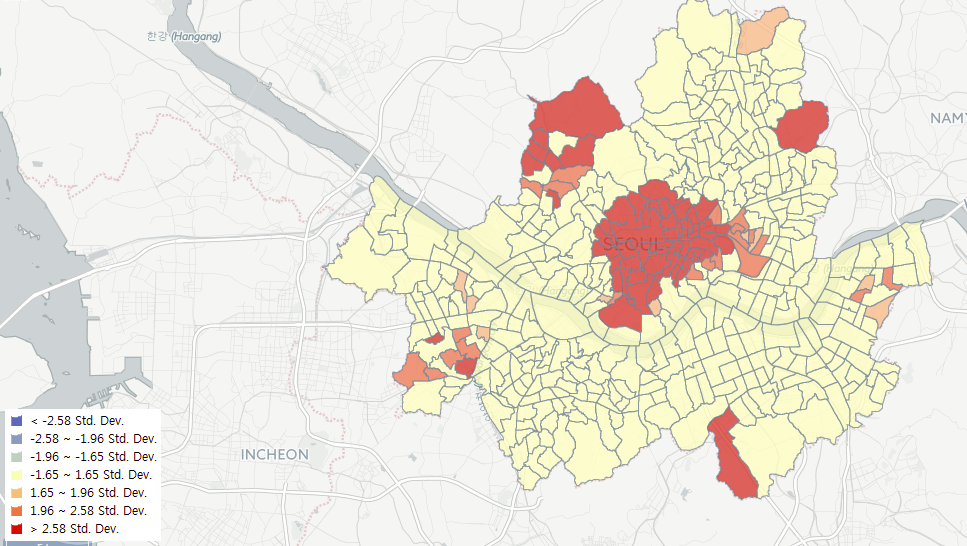 한강 (Hangang)
NAMY
SEOUL
INCHEON
< -2.58 Std. Dev.
-2.58 ~ -1.96 Std. Dev.
-1.96 ~ -1.65 Std. Dev.
-1.65 ~ 1.65 Std. Dev.
1.65 ~ 1.96 Std. Dev.
1.96 ~ 2.58 Std. Dev.
> 2.58 Std. Dev.